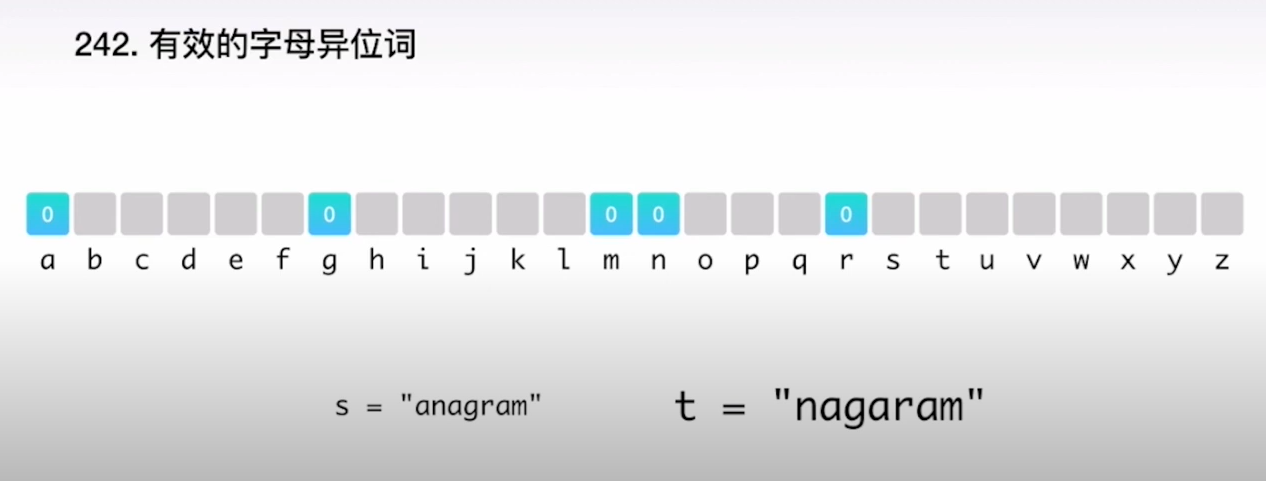 242. 有效的字母异位词
0 0 0 0 0
a b c d e f g h i j k l m n o p q r s t u v w x y z
s = "anagram" t = "nagaram"